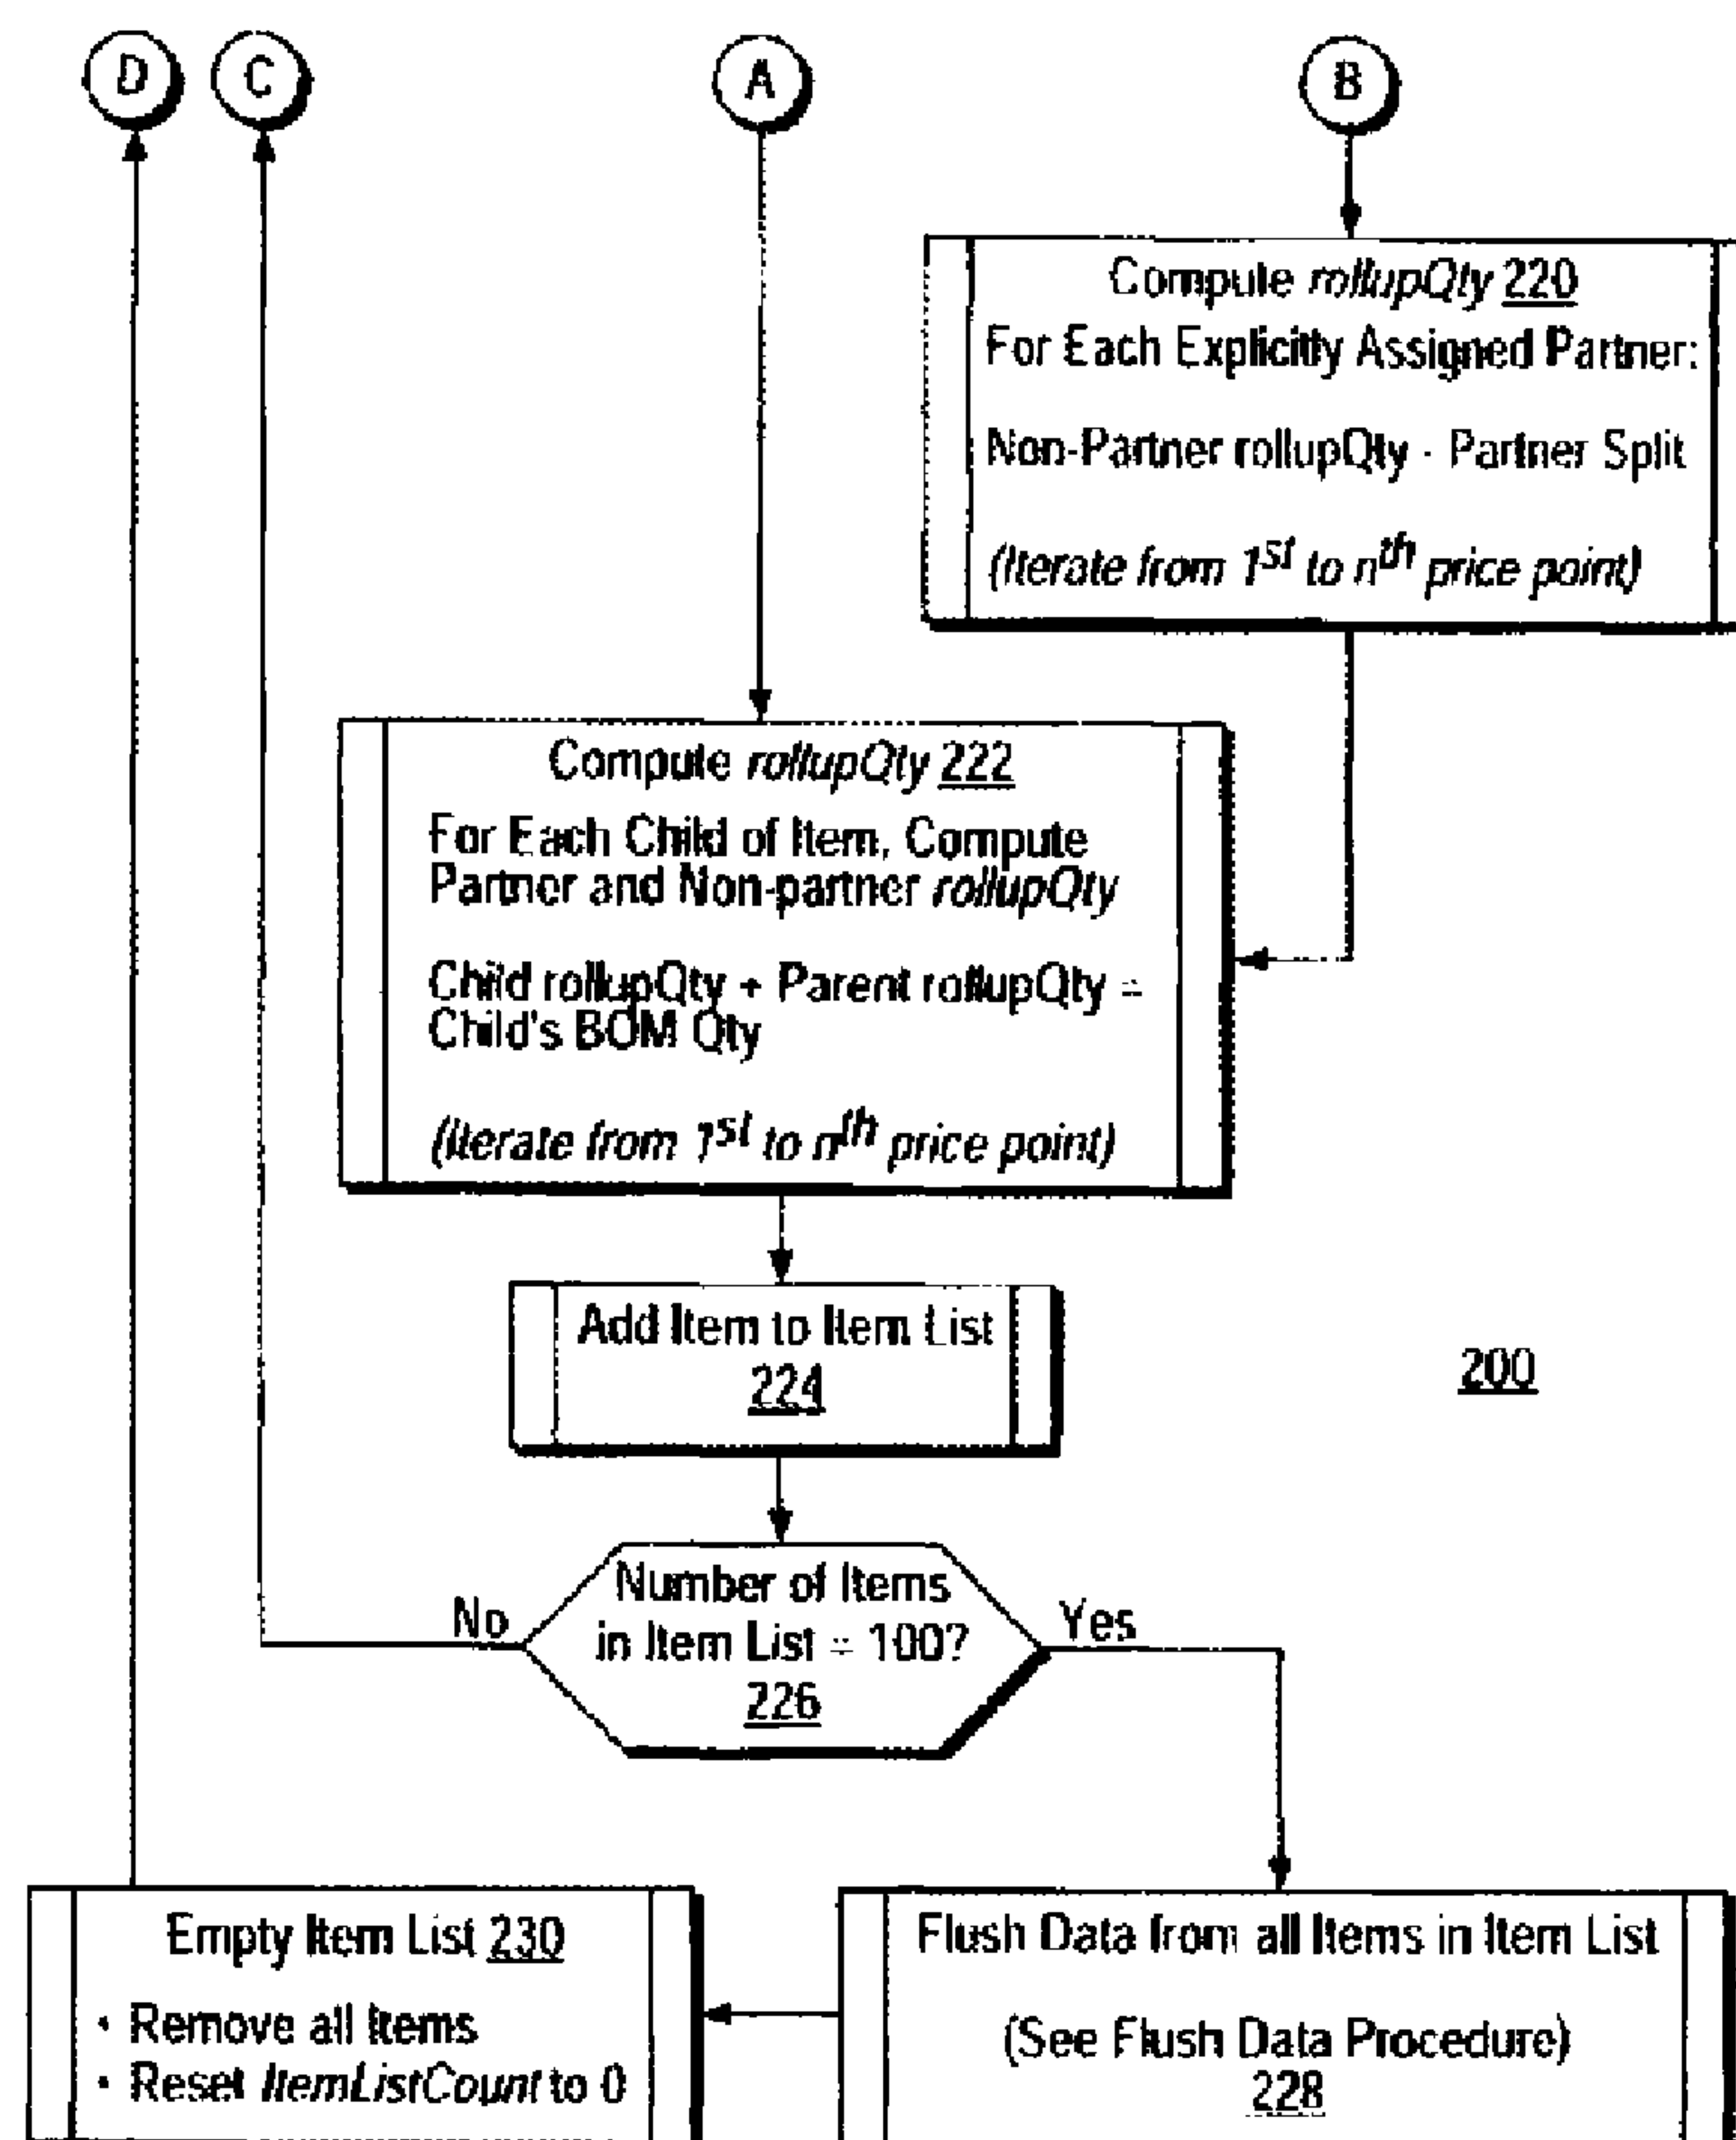 D
C
A
B
Compute rollupQty 220
For Each Explicitly Assigned Partner:
Non-Partner rollupQty - Partner Split
(Iterate from 1st to nth price point)
Compute rollupQty 222
For Each Child of Item, Compute
Partner and Non-partner rollupQty
Child rollupQty + Parent rollupQty =
Child's BOM Qty
(Iterate from 1st to nth price point)
Add Item to Item List
224
200
Number of Items
in Item List = 100?
226
No
Yes
Empty Item List 230
• Remove all Items
• Reset ItemListCount to 0
Flush Data from all Items in Item List
(See Flush Data Procedure)
228